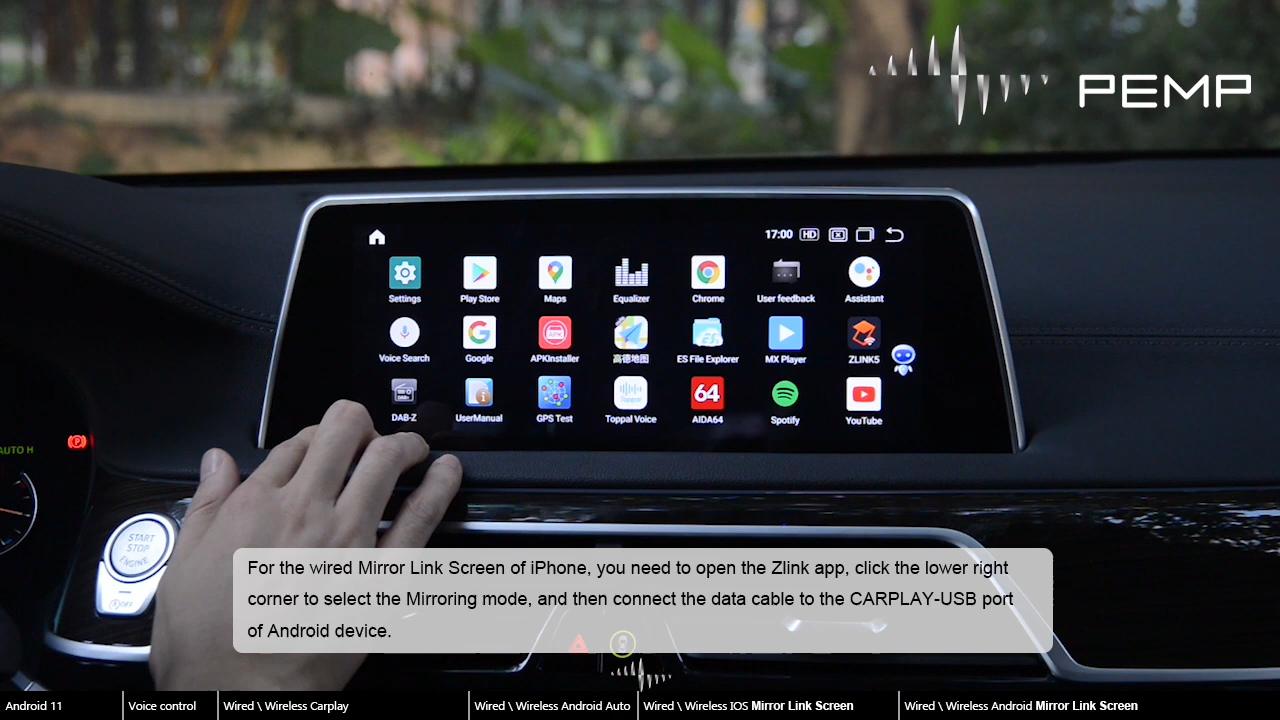 PEMP
17:00 HD
Settings Play Store Maps Equalizer Chrome User feedback Assistant
Voice Search Google APKInstaller 高德地图 ES File Explorer MX Player ZLINK5
DAB-Z UserManual GPS Test Toppal Voice AIDA64 Spotify YouTube
APK
DAB+
Toppal
64
AUTO H
(P)
START
STOP
ENGINE
OFF
For the wired Mirror Link Screen of iPhone, you need to open the Zlink app, click the lower right
corner to select the Mirroring mode, and then connect the data cable to the CARPLAY-USB port
of Android device.
Android 11
Voice control
Wired \ Wireless Carplay
Wired \ Wireless Android Auto
Wired \ Wireless IOS Mirror Link Screen
Wired \ Wireless Android Mirror Link Screen